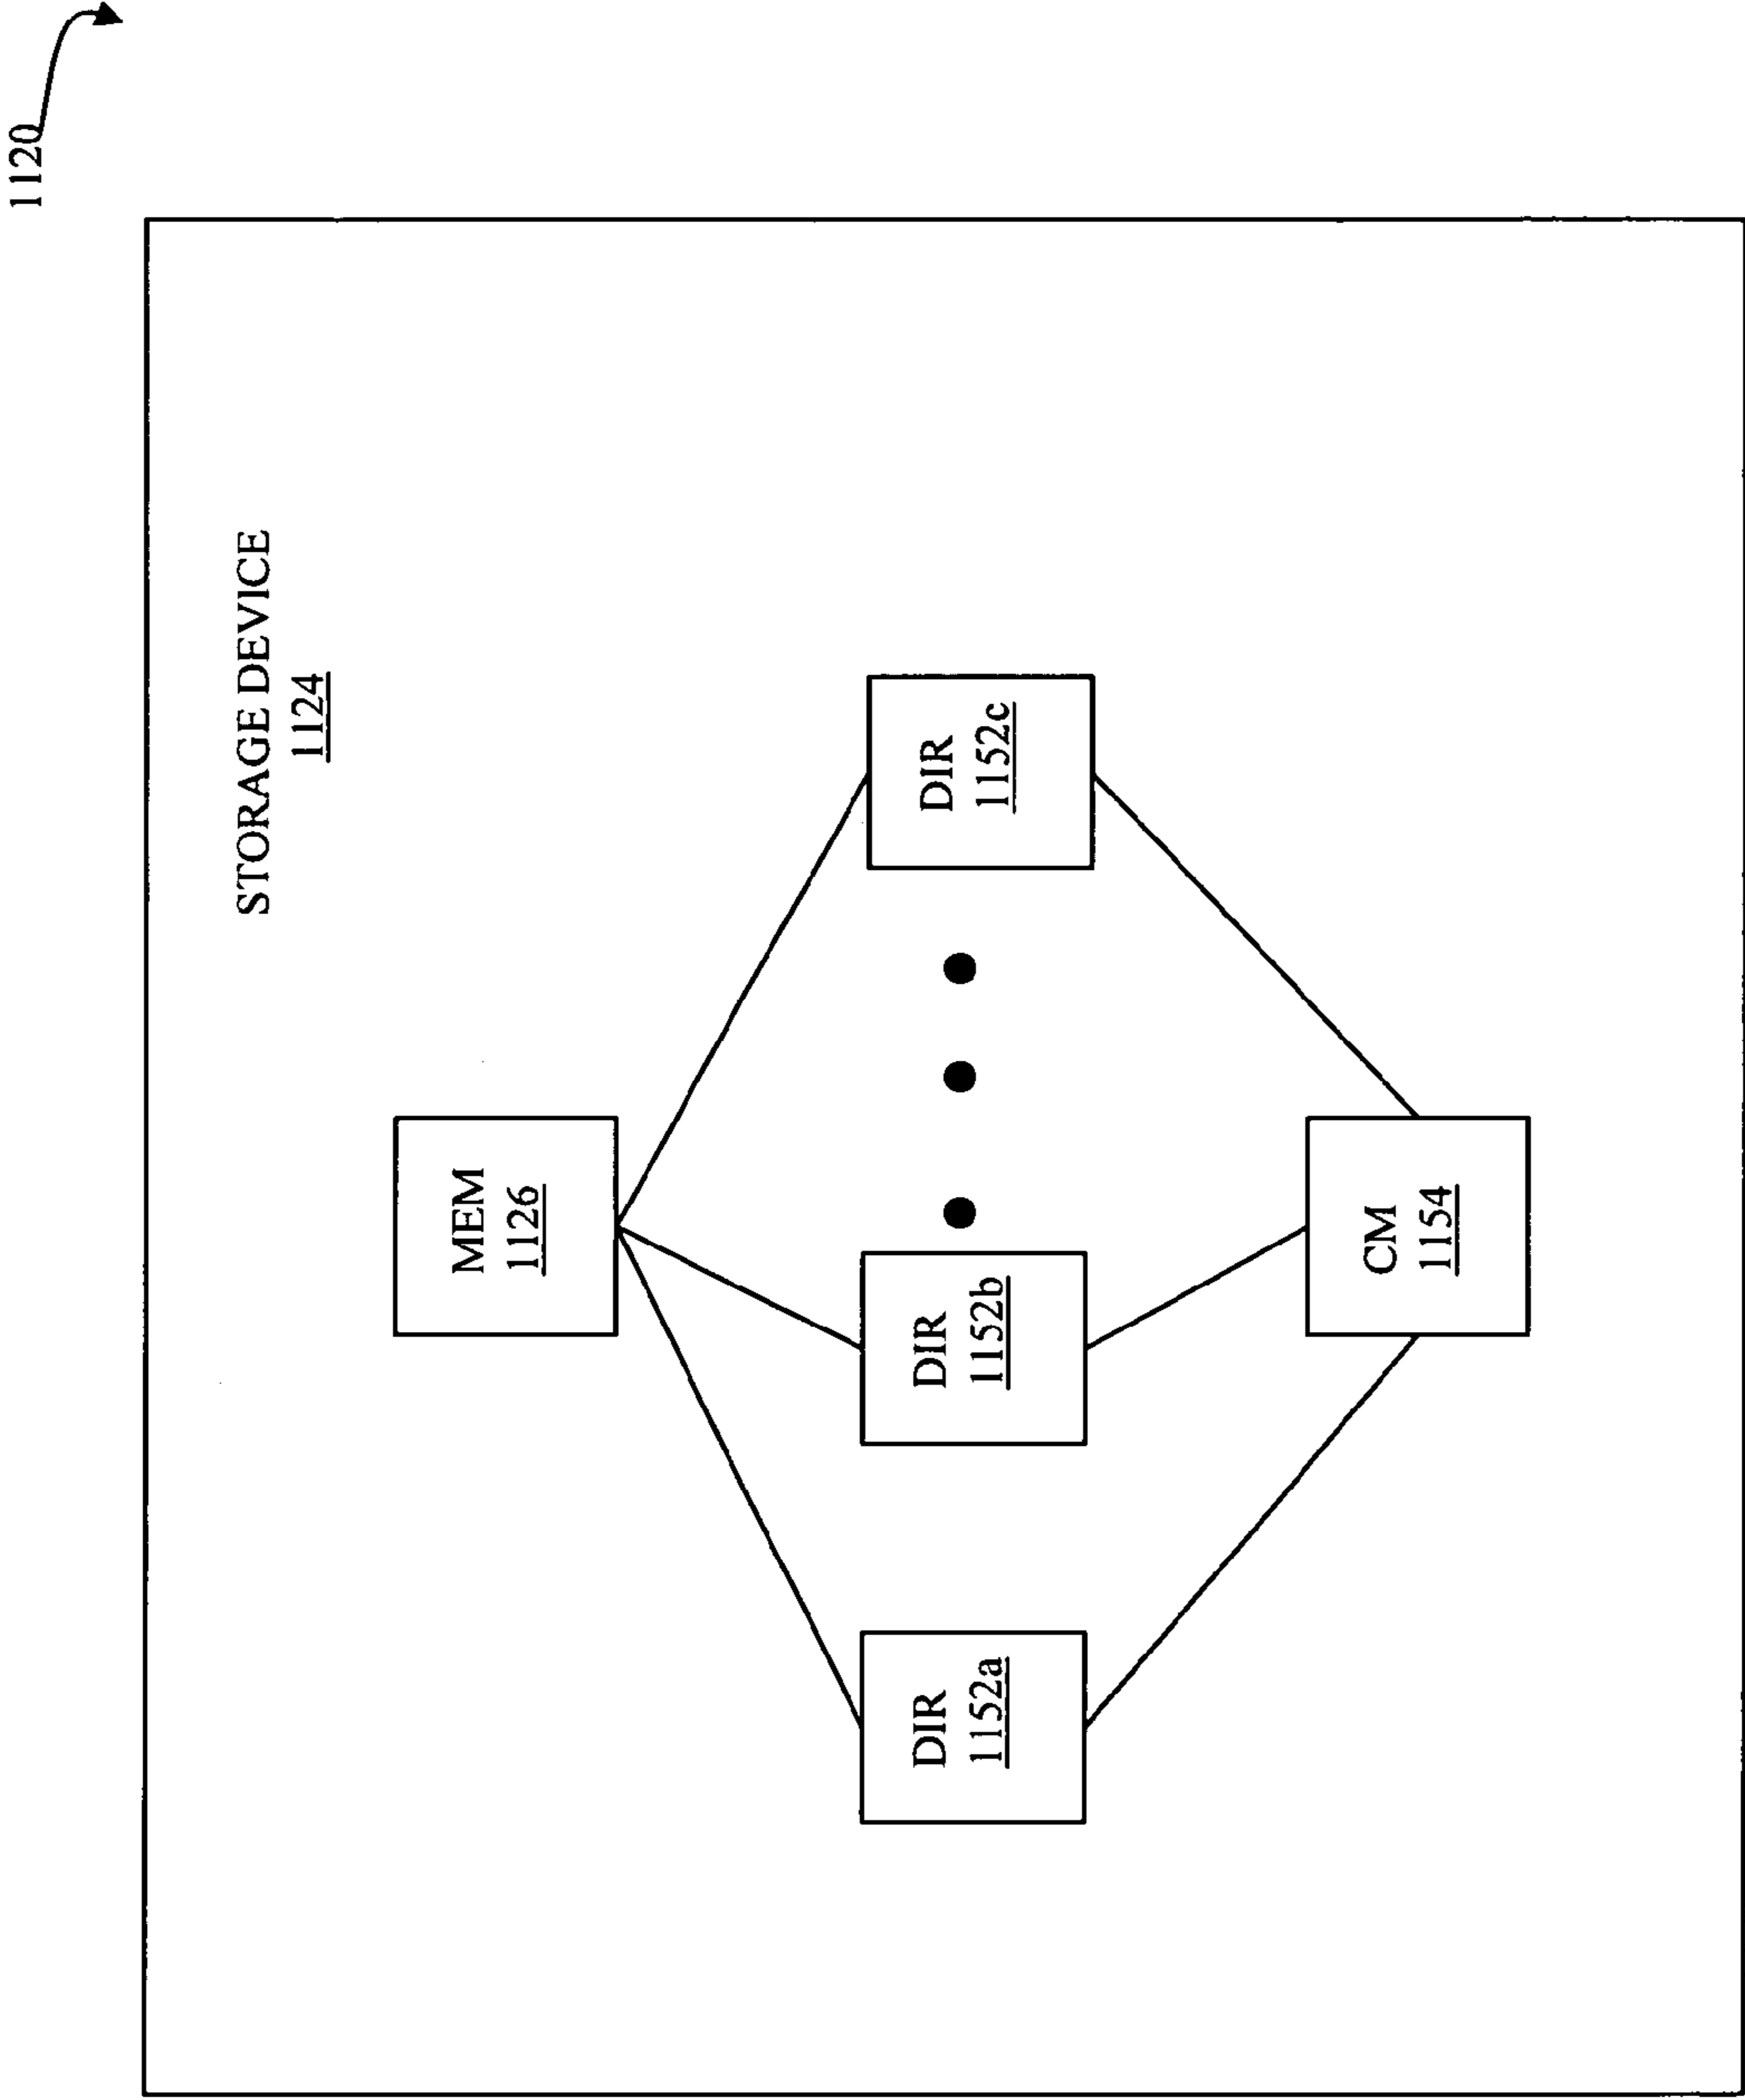 1120
STORAGE DEVICE
1124
MEM
1126
DIR
1152a
DIR
1152b
DIR
1152c
CM
1154